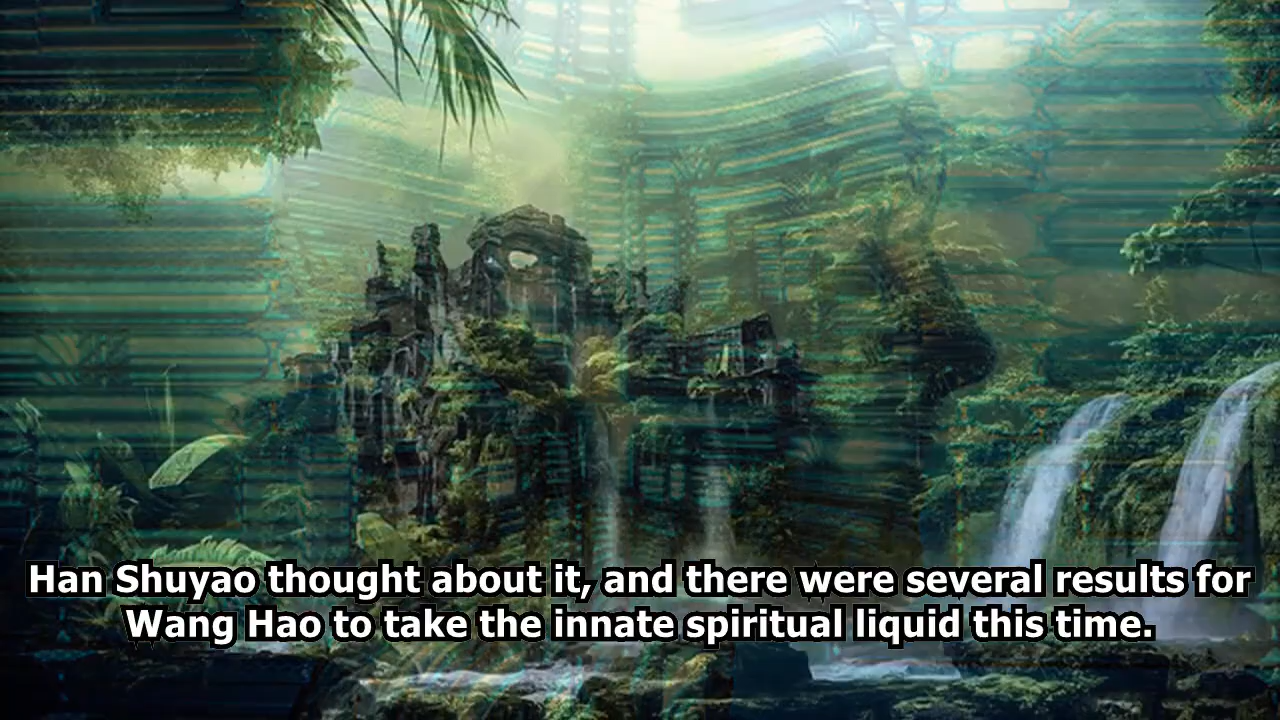 Han Shuyao thought about it, and there were several results for
Wang Hao to take the innate spiritual liquid this time.